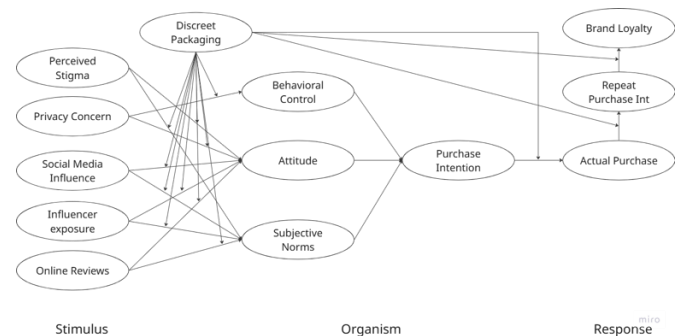 Discreet
Packaging
Brand Loyalty
Perceived
Stigma
Behavioral
Control
Repeat
Purchase Int
Privacy Concern
Social Media
Influence
Attitude
Purchase
Intention
Actual Purchase
Influencer
exposure
Subjective
Norms
Online Reviews
miro
Stimulus
Organism
Response